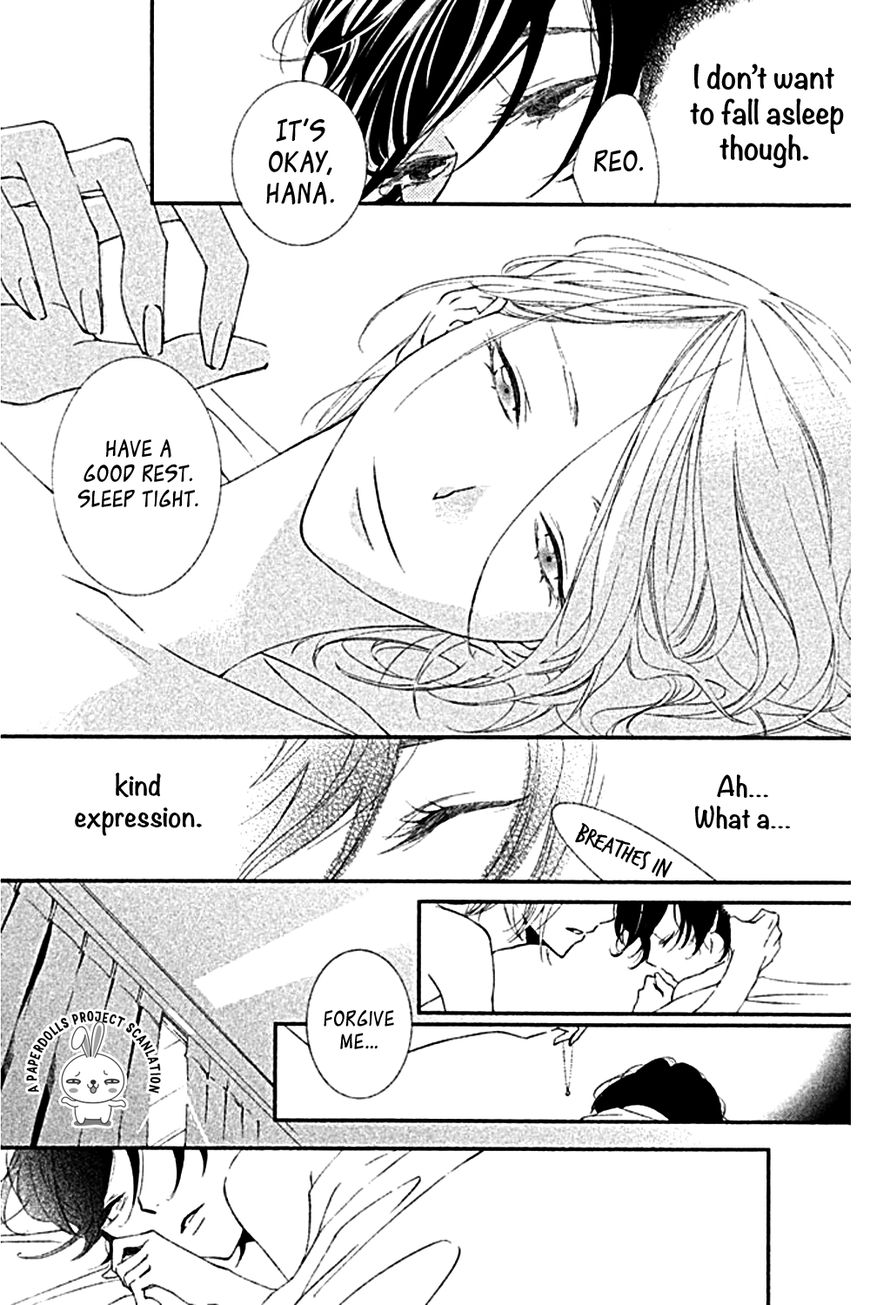 I don't want
to fall asleep
though.
REO.
IT'S
OKAY,
HANA.
HAVE A
GOOD REST.
SLEEP TIGHT.
Ah...
What a...
kind
expression.
BREATHES IN
FORGIVE
ME...
A PAPERDOLLS PROJECT SCANLATION